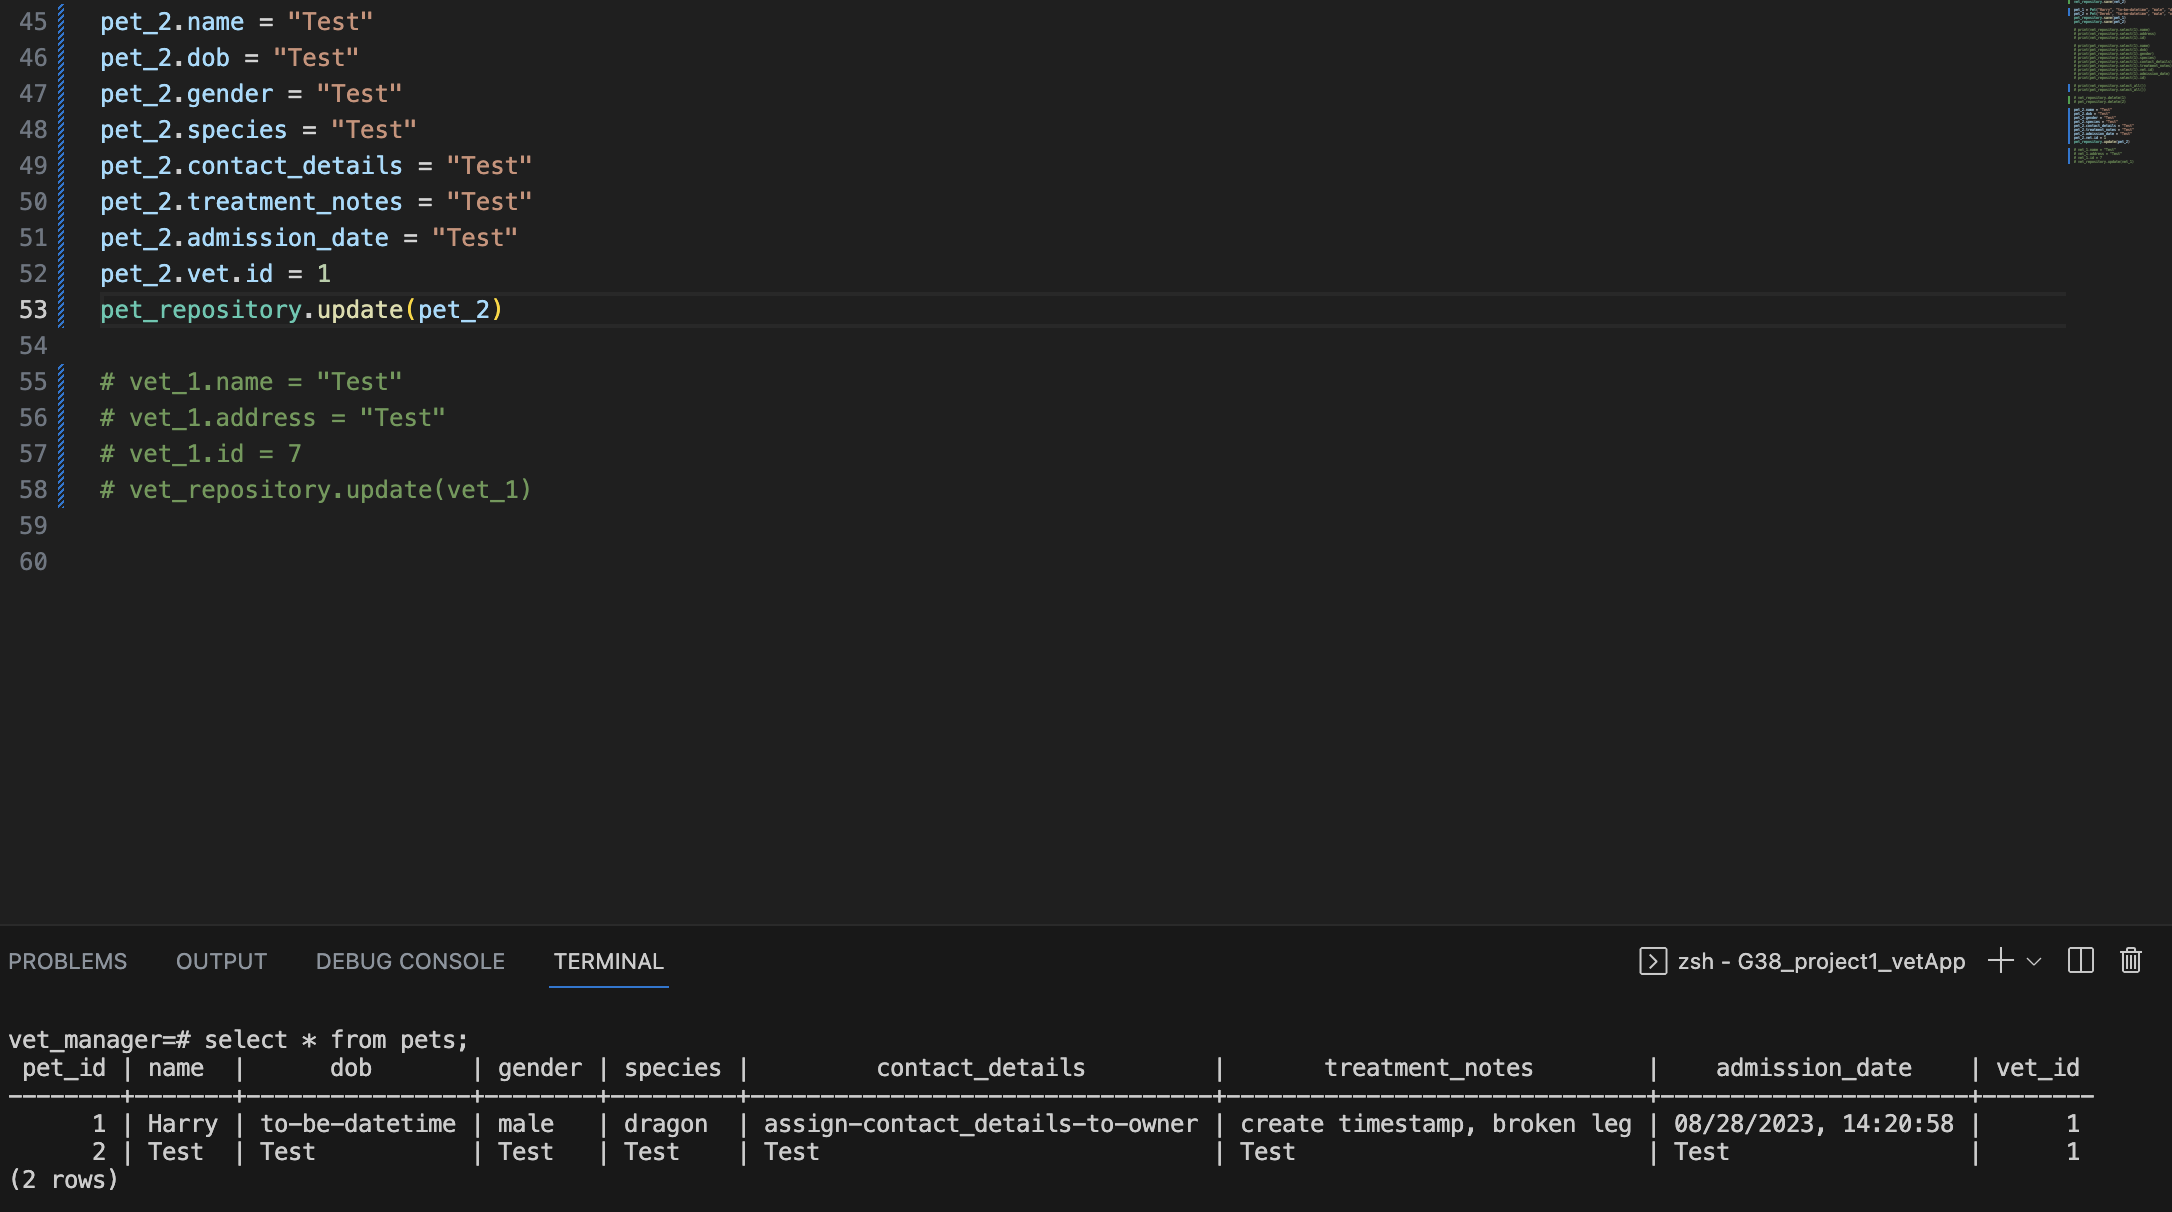 45 pet_2.name = "Test"
46 pet_2.dob = "Test"
47 pet_2.gender = "Test"
48 pet_2.species = "Test"
49 pet_2.contact_details = "Test"
50 pet_2.treatment_notes = "Test"
51 pet_2.admission_date = "Test"
52 pet_2.vet.id = 1
53 pet_repository.update(pet_2)
54
55 # vet_1.name = "Test"
56 # vet_1.address = "Test"
57 # vet_1.id = 7
58 # vet_repository.update(vet_1)
59
60
PROBLEMS OUTPUT DEBUG CONSOLE TERMINAL zsh - G38_project1_vetApp
vet_manager=# select * from pets;
pet_id | name | dob | gender | species | contact_details | treatment_notes | admission_date | vet_id
--------+-------+----------------+--------+---------+---------------------------------+------------------------------+----------------------+--------
1 | Harry | to-be-datetime | male | dragon | assign-contact_details-to-owner | create timestamp, broken leg | 08/28/2023, 14:20:58 | 1
2 | Test | Test | Test | Test | Test | Test | Test | 1
(2 rows)